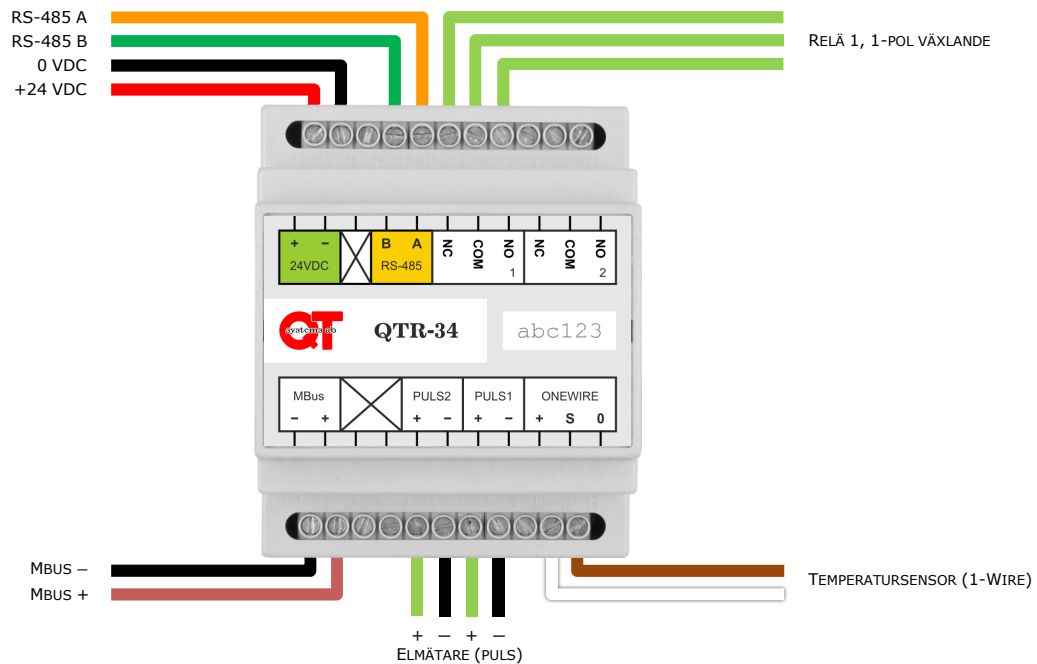 RS-485 A
RS-485 B
0 VDC
+24 VDC
RELÄ 1, 1-POL VÄXLANDE
+ − B A NC COM NO NC COM NO
24VDC RS-485 1 2
systems ab
QT
QTR-34
abc123
MBus PULS2 PULS1 ONEWIRE
− + + − + − + S 0
MBUS −
MBUS +
TEMPERATURSENSOR (1-WIRE)
+ − + −
ELMÄTARE (PULS)